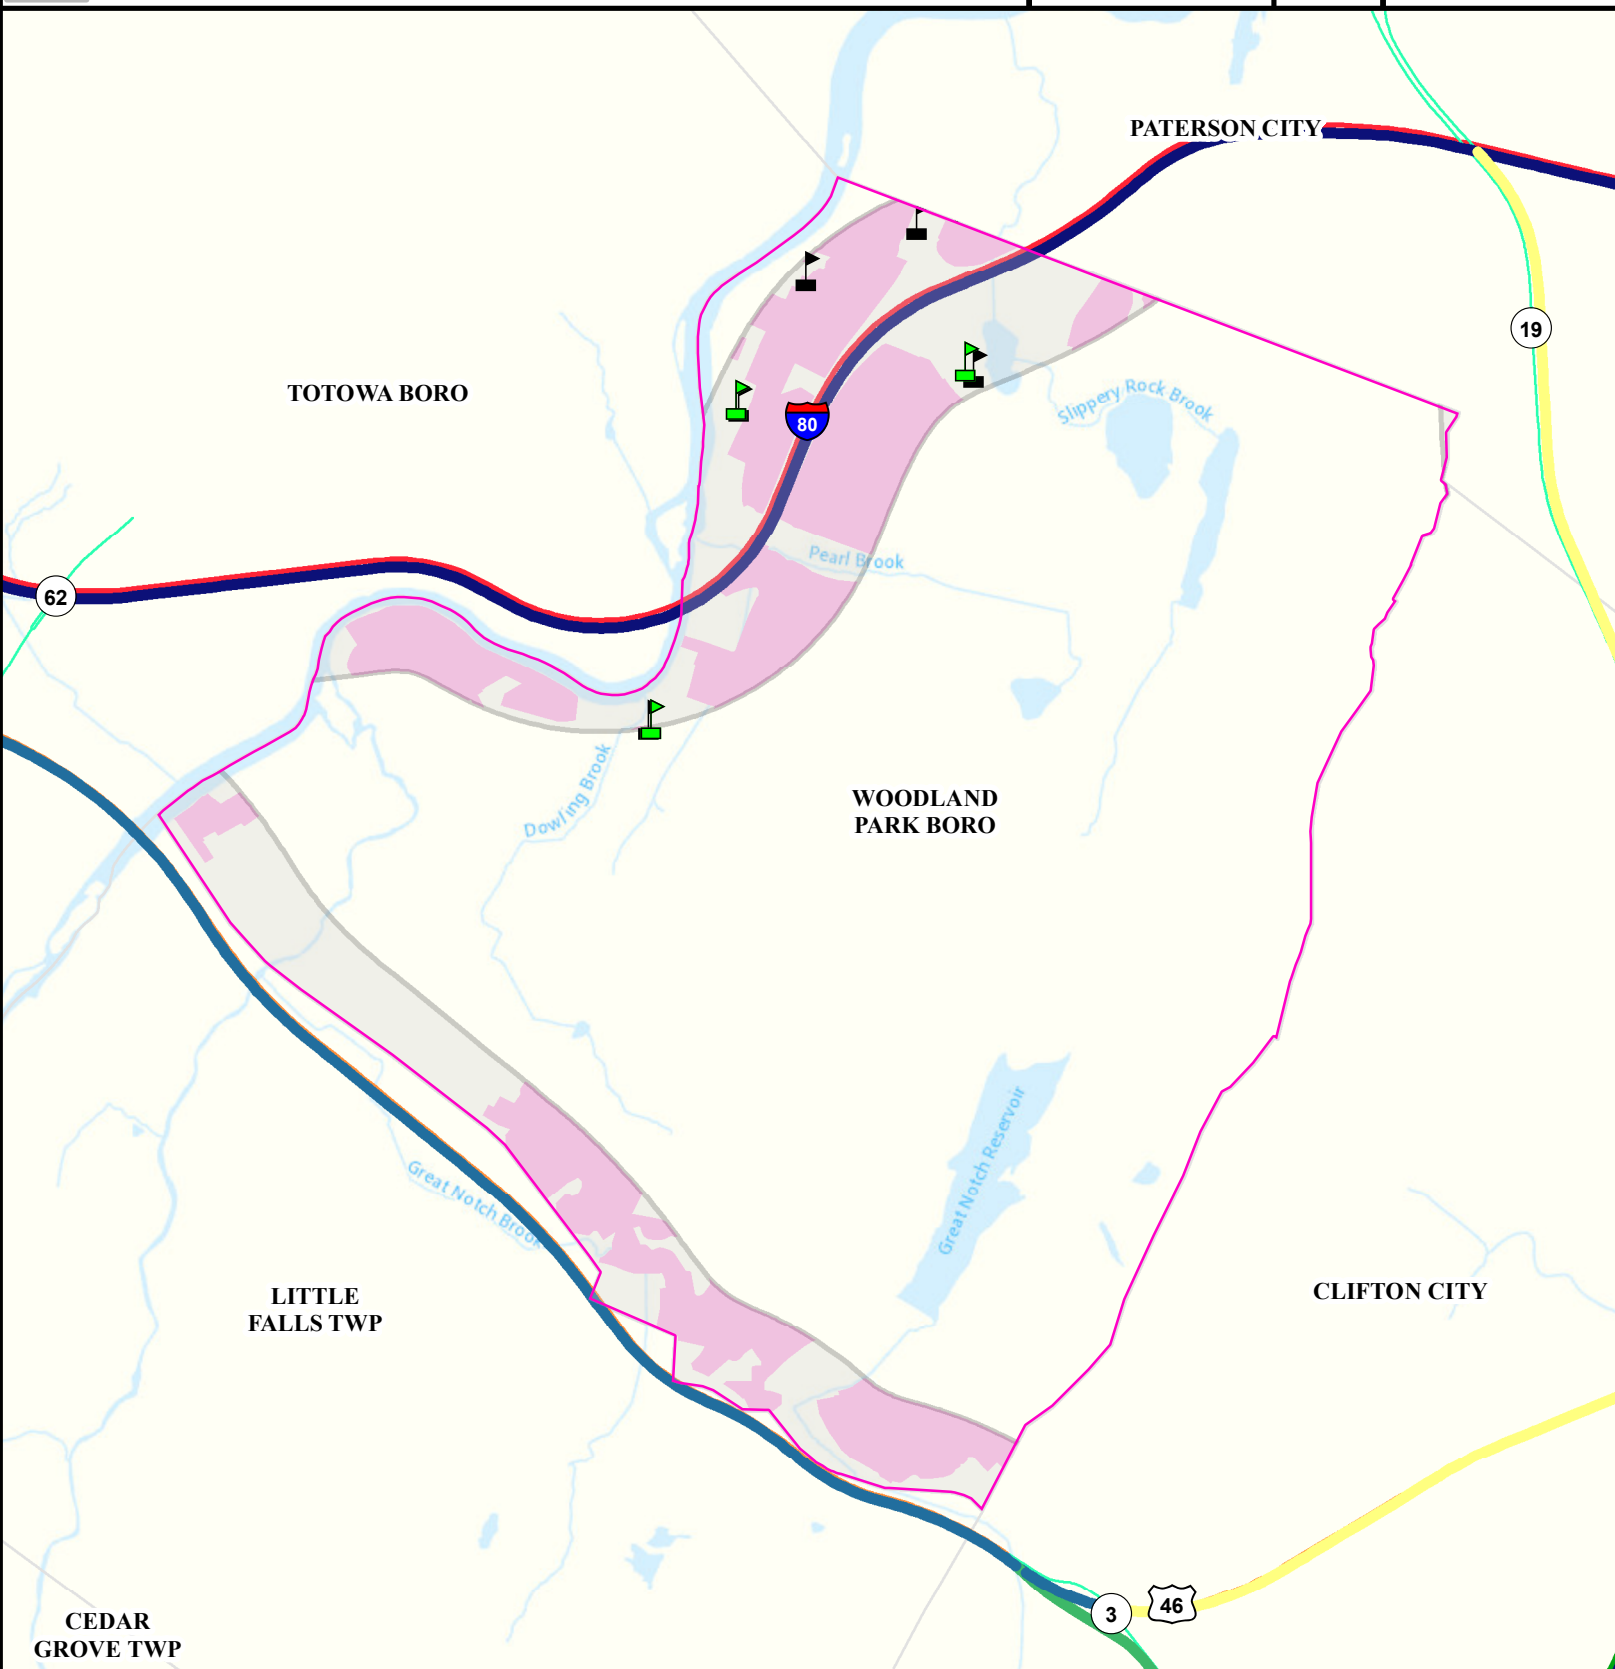 PATERSON CITY
19
TOTOWA BORO
Slippery Rock Brook
80
Pearl Brook
62
Dowling Brook
WOODLAND
PARK BORO
Great Notch Reservoir
Great Notch Brook
LITTLE
FALLS TWP
CLIFTON CITY
3
46
CEDAR
GROVE TWP